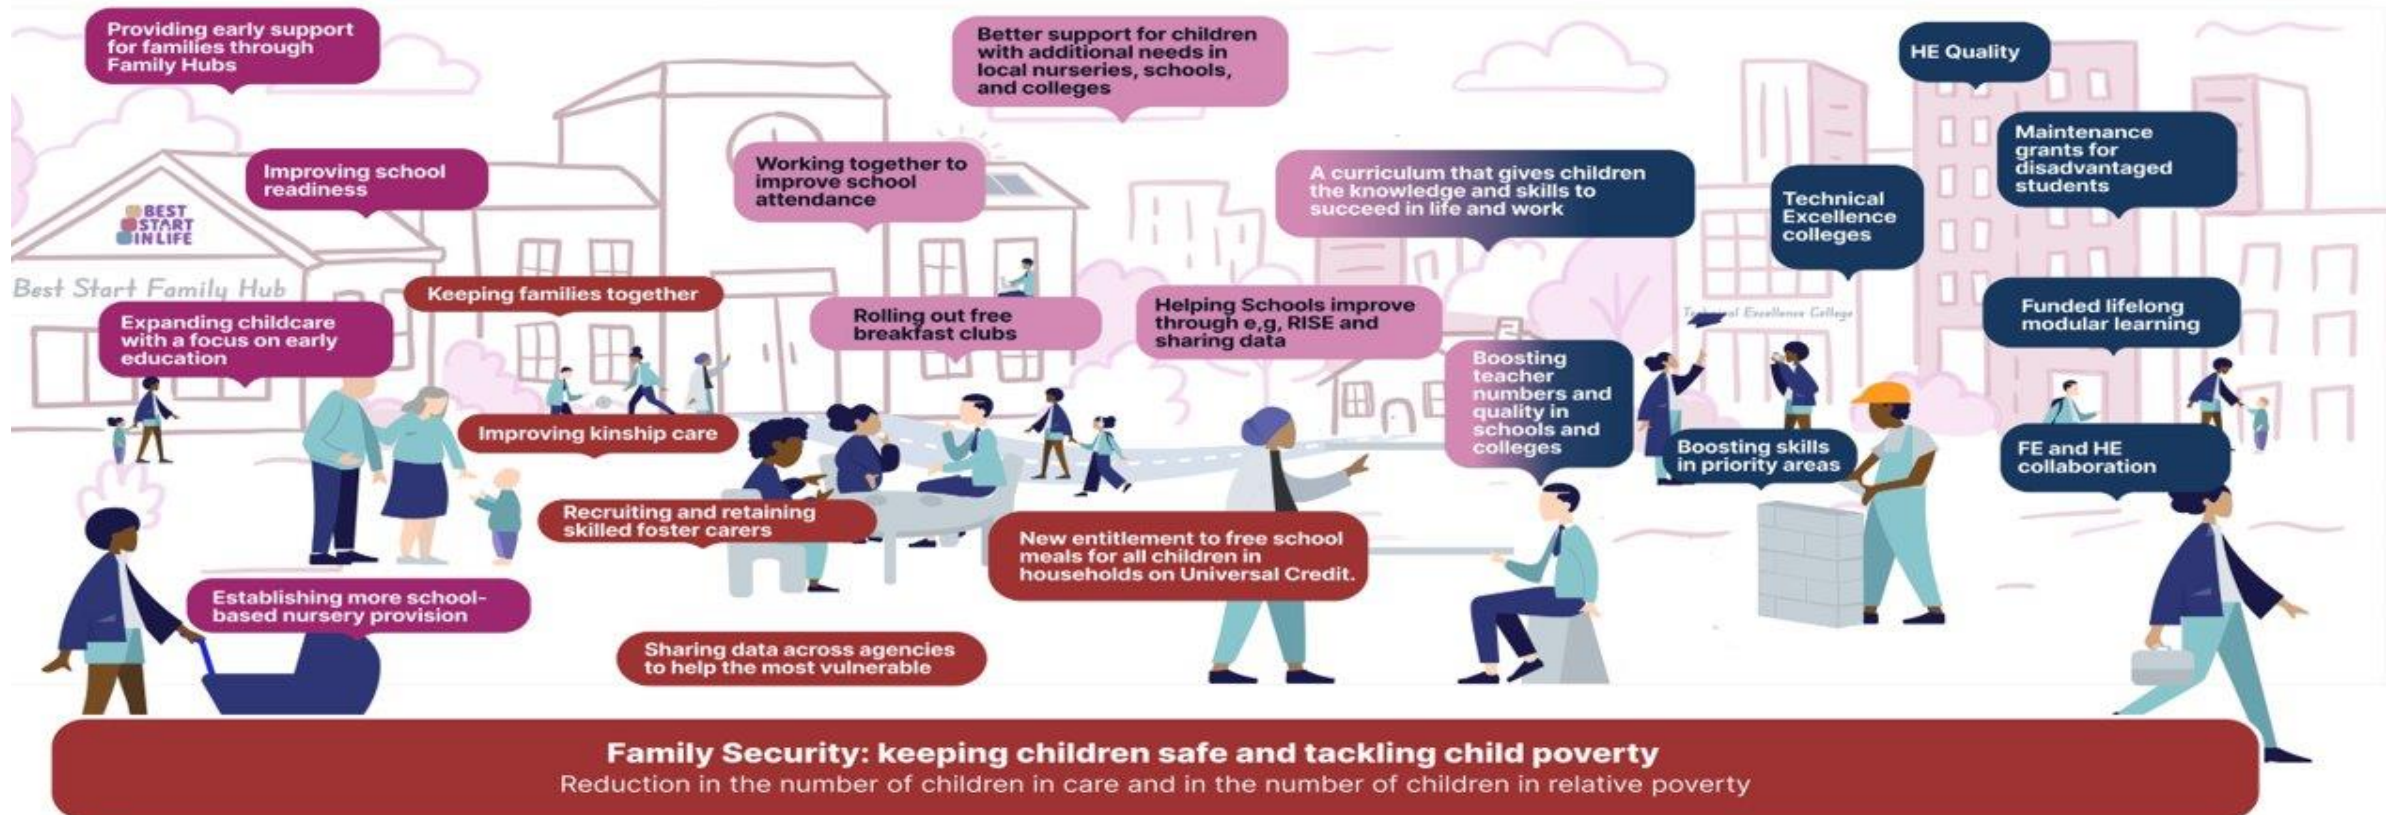 Providing early support
for families through
Family Hubs
Improving school
readiness
BEST
START
IN LIFE
Best Start Family Hub
Expanding childcare
with a focus on early
education
Establishing more school-
based nursery provision
Keeping families together
Improving kinship care
Recruiting and retaining
skilled foster carers
Sharing data across agencies
to help the most vulnerable
New entitlement to free school
meals for all children in
households on Universal Credit.
Better support for children
with additional needs in
local nurseries, schools,
and colleges
Working together to
improve school
attendance
Rolling out free
breakfast clubs
Helping Schools improve
through e,g, RISE and
sharing data
A curriculum that gives children
the knowledge and skills to
succeed in life and work
Boosting
teacher
numbers and
quality in
schools and
colleges
HE Quality
Maintenance
grants for
disadvantaged
students
Technical
Excellence
colleges
Excellence College
Funded lifelong
modular learning
Boosting skills
in priority areas
FE and HE
collaboration
Family Security: keeping children safe and tackling child poverty
Reduction in the number of children in care and in the number of children in relative poverty